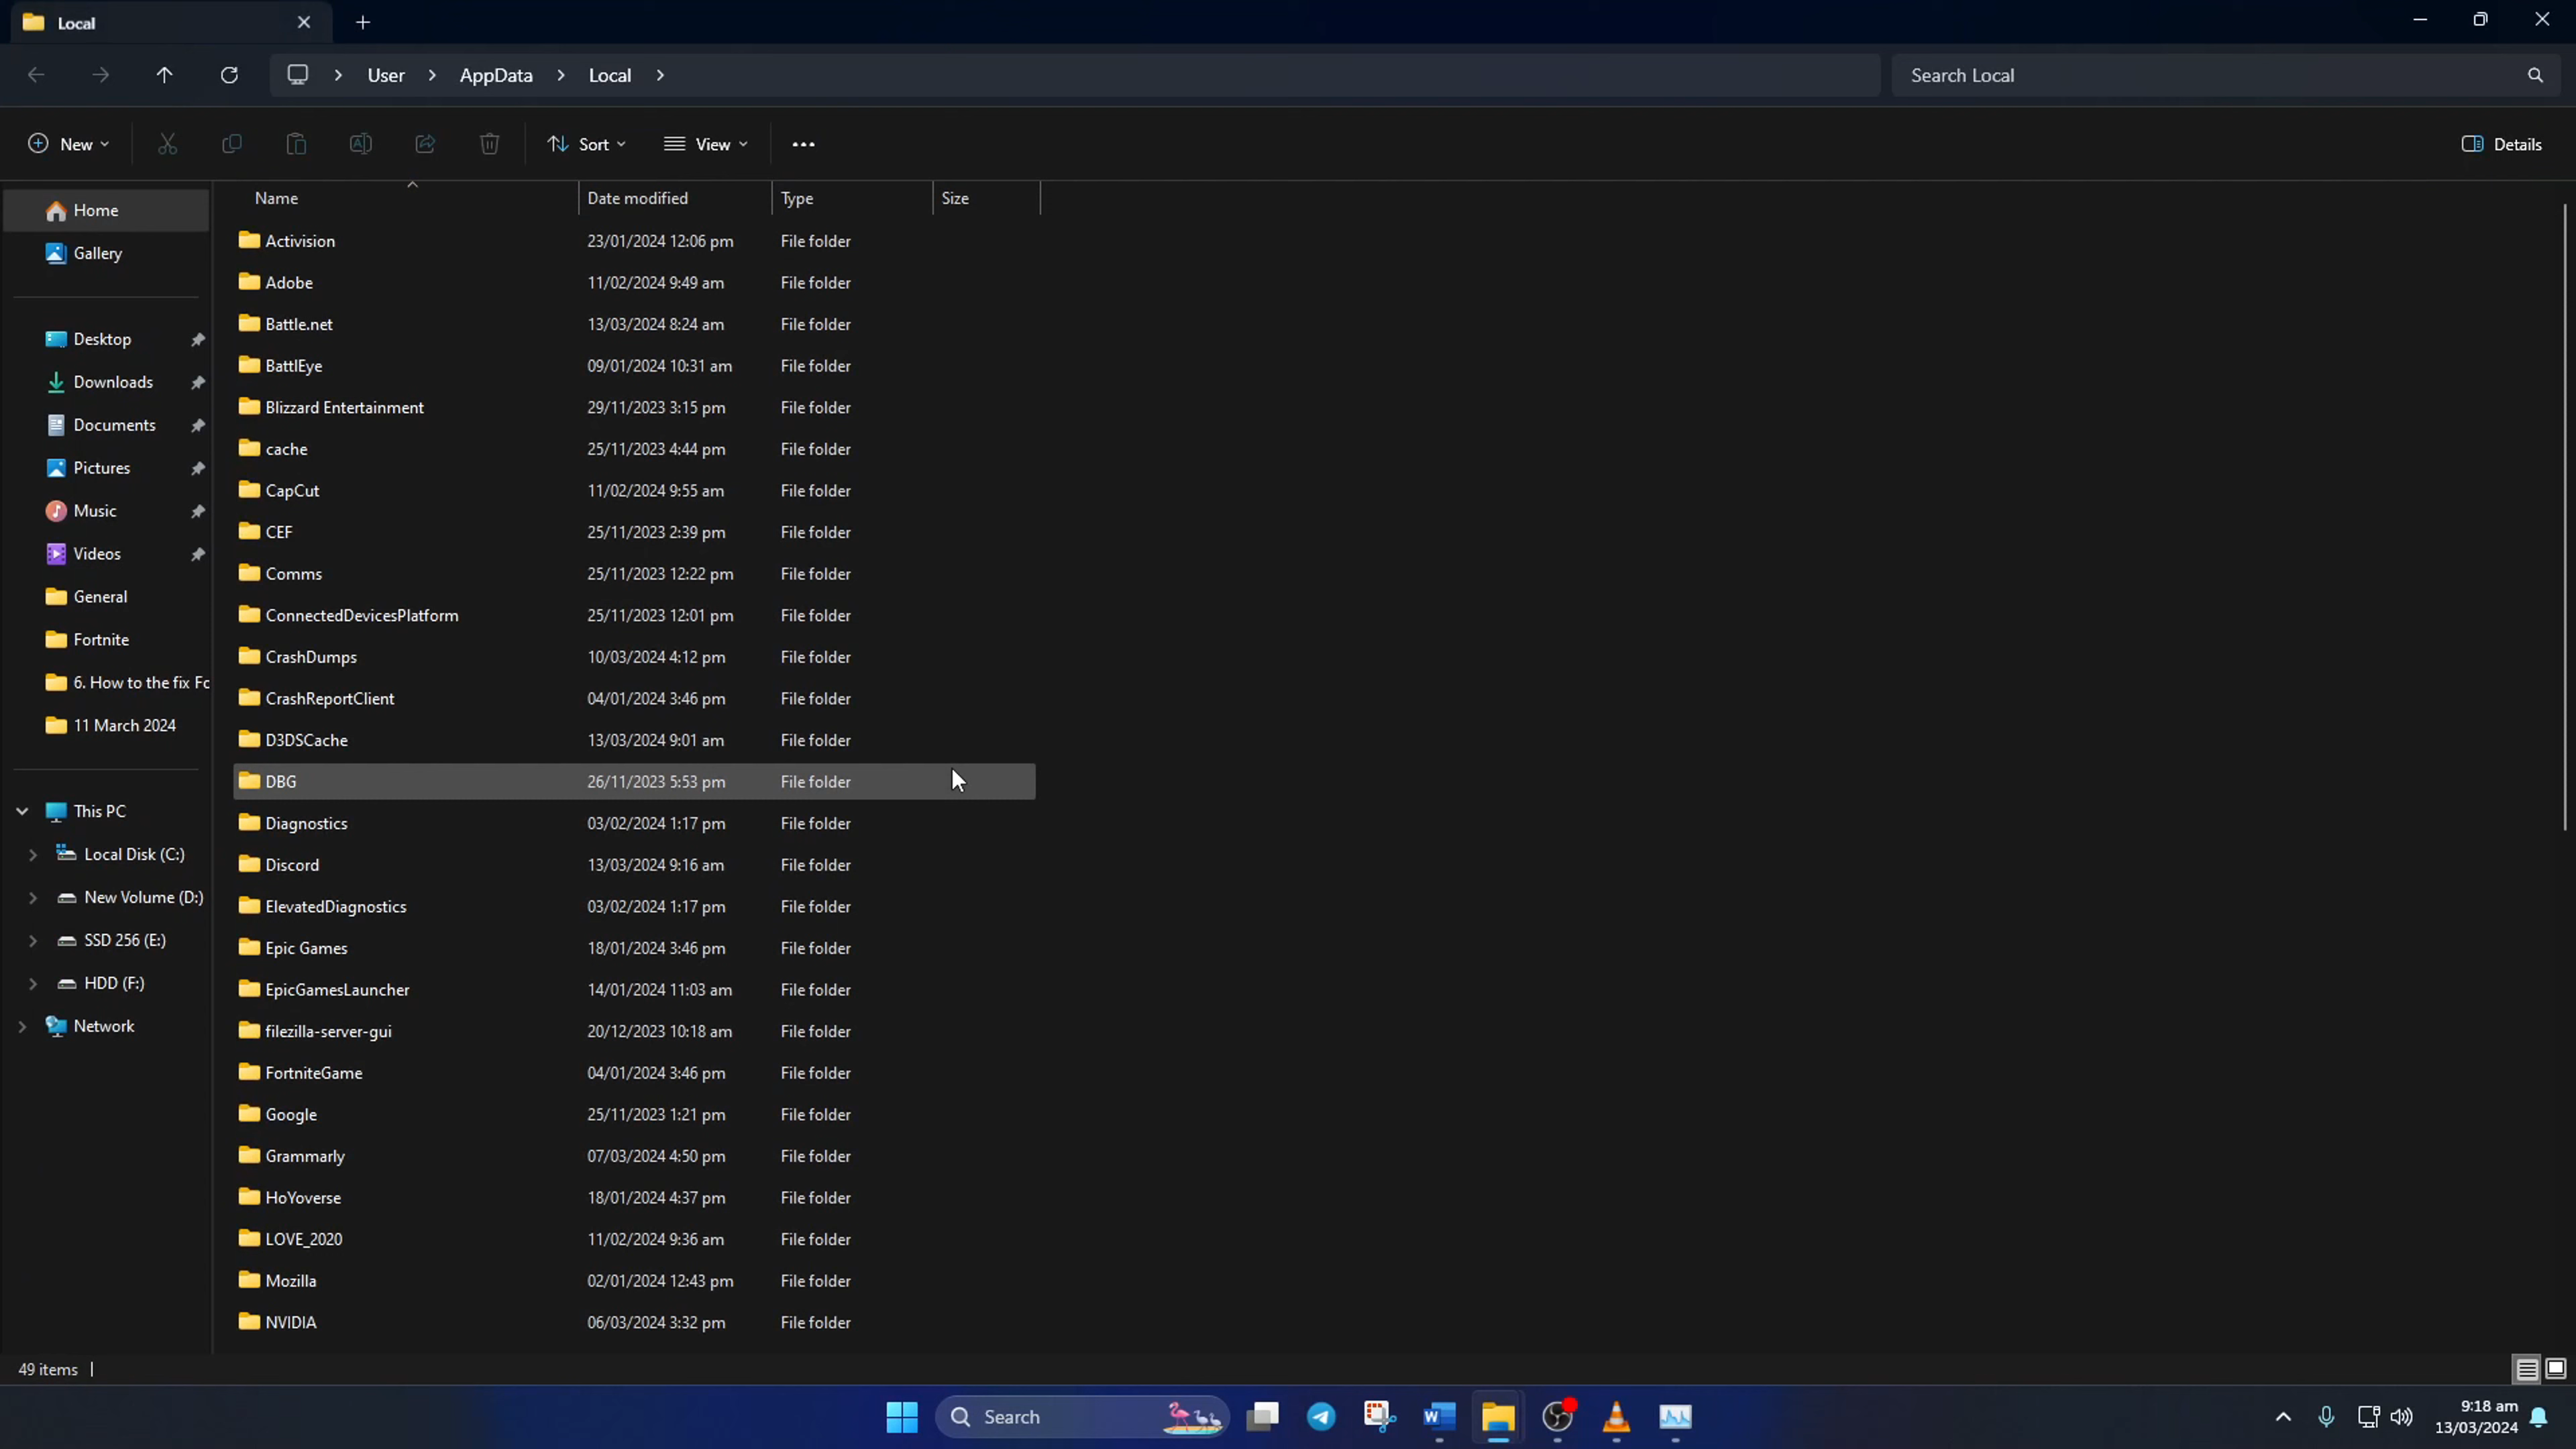 Local
User
AppData
Local
Search Local
New
Sort
View
Details
Name
Date modified
Type
Size
Home
Gallery
Desktop
Downloads
Documents
Pictures
Music
Videos
General
Fortnite
6. How to the fix Fc
11 March 2024
This PC
Local Disk (C:)
New Volume (D:)
SSD 256 (E:)
HDD (F:)
Network
Activision 23/01/2024 12:06 pm File folder
Adobe 11/02/2024 9:49 am File folder
Battle.net 13/03/2024 8:24 am File folder
BattlEye 09/01/2024 10:31 am File folder
Blizzard Entertainment 29/11/2023 3:15 pm File folder
cache 25/11/2023 4:44 pm File folder
CapCut 11/02/2024 9:55 am File folder
CEF 25/11/2023 2:39 pm File folder
Comms 25/11/2023 12:22 pm File folder
ConnectedDevicesPlatform 25/11/2023 12:01 pm File folder
CrashDumps 10/03/2024 4:12 pm File folder
CrashReportClient 04/01/2024 3:46 pm File folder
D3DSCache 13/03/2024 9:01 am File folder
DBG 26/11/2023 5:53 pm File folder
Diagnostics 03/02/2024 1:17 pm File folder
Discord 13/03/2024 9:16 am File folder
ElevatedDiagnostics 03/02/2024 1:17 pm File folder
Epic Games 18/01/2024 3:46 pm File folder
EpicGamesLauncher 14/01/2024 11:03 am File folder
filezilla-server-gui 20/12/2023 10:18 am File folder
FortniteGame 04/01/2024 3:46 pm File folder
Google 25/11/2023 1:21 pm File folder
Grammarly 07/03/2024 4:50 pm File folder
HoYoverse 18/01/2024 4:37 pm File folder
LOVE_2020 11/02/2024 9:36 am File folder
Mozilla 02/01/2024 12:43 pm File folder
NVIDIA 06/03/2024 3:32 pm File folder
49 items
Search
9:18 am
13/03/2024